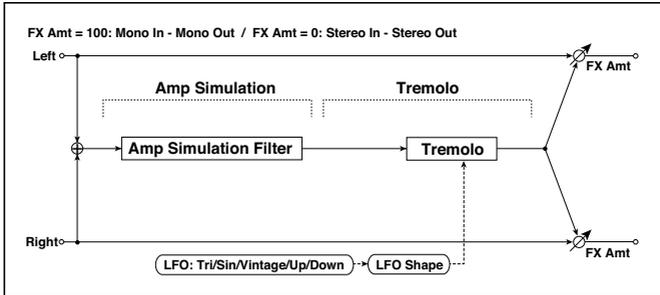 FX Amt = 100: Mono In - Mono Out / FX Amt = 0: Stereo In - Stereo Out
Left
FX Amt
Amp Simulation
Tremolo
Amp Simulation Filter
Tremolo
Right
FX Amt
LFO: Tri/Sin/Vintage/Up/Down
LFO Shape